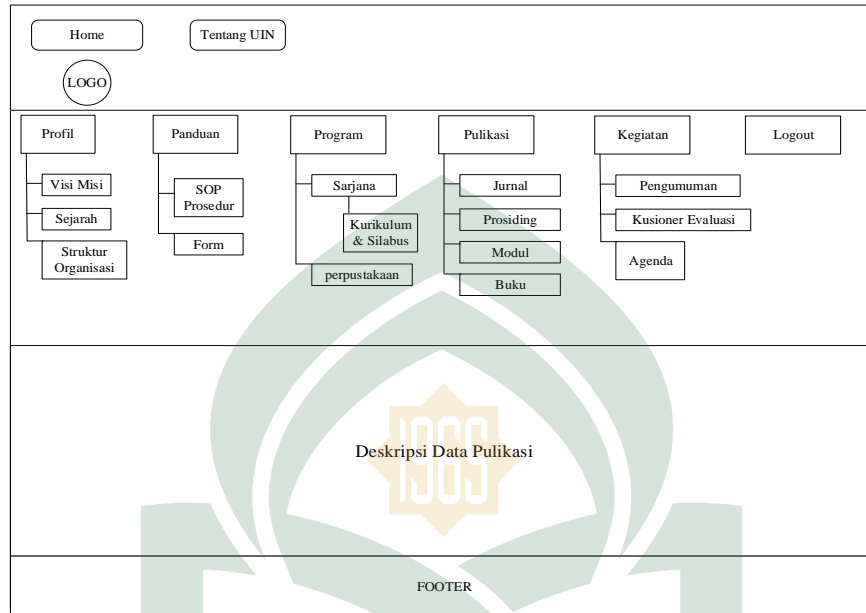 Home
Tentang UIN
LOGO
Profil
Visi Misi
Sejarah
Struktur
Organisasi
Panduan
SOP
Prosedur
Form
Program
Sarjana
Kurikulum
& Silabus
perpustakaan
Pulikasi
Jurnal
Prosiding
Modul
Buku
Kegiatan
Pengumuman
Kusioner Evaluasi
Agenda
Logout
1969
Deskripsi Data Pulikasi
FOOTER